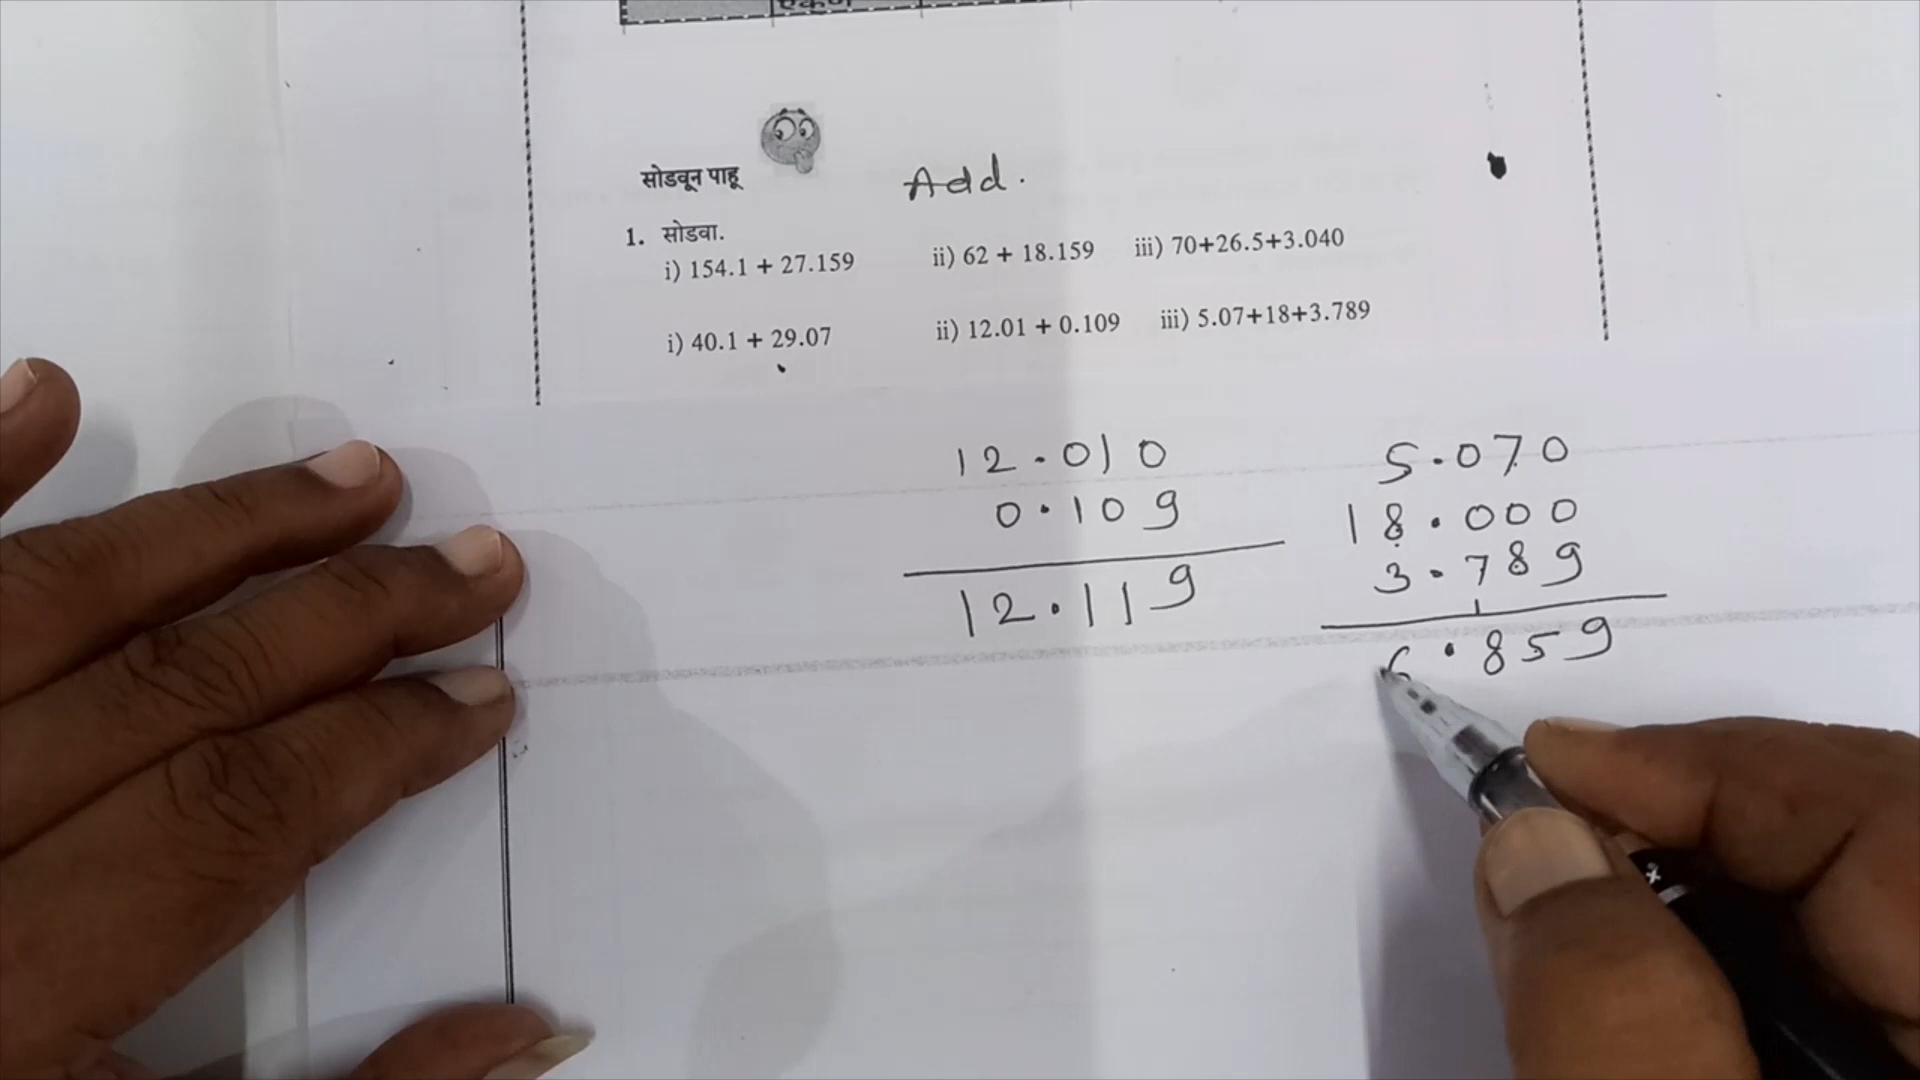 एकूण
सोडवून पाहू
Add.
1. सोडवा.
i) 154.1 + 27.159 ii) 62 + 18.159 iii) 70+26.5+3.040
i) 40.1 + 29.07 ii) 12.01 + 0.109 iii) 5.07+18+3.789
12.010
0.109
12.119
5.070
18.000
3.789
1
6.859